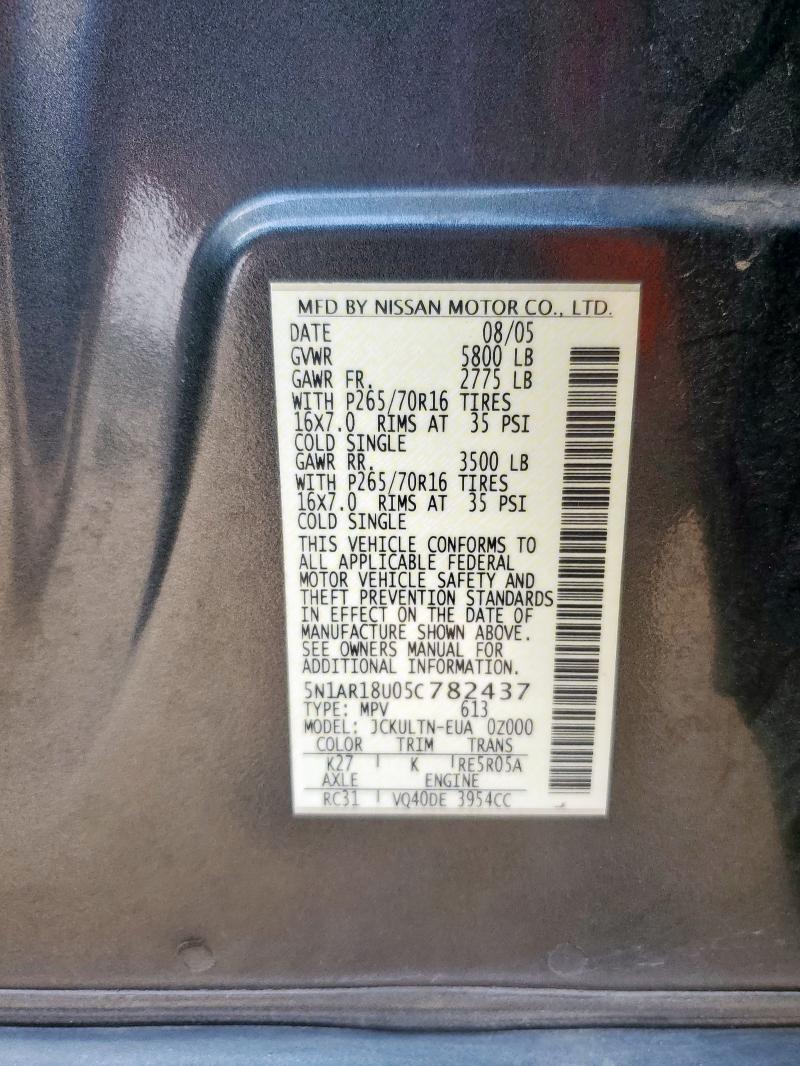 MFD BY NISSAN MOTOR CO., LTD.
DATE 08/05
GVWR 5800 LB
GAWR FR. 2775 LB
WITH P265/70R16 TIRES
16X7.0 RIMS AT 35 PSI
COLD SINGLE
GAWR RR. 3500 LB
WITH P265/70R16 TIRES
16X7.0 RIMS AT 35 PSI
COLD SINGLE
THIS VEHICLE CONFORMS TO
ALL APPLICABLE FEDERAL
MOTOR VEHICLE SAFETY AND
THEFT PREVENTION STANDARDS
IN EFFECT ON THE DATE OF
MANUFACTURE SHOWN ABOVE.
SEE OWNERS MANUAL FOR
ADDITIONAL INFORMATION.
5N1AR18U05C782437
TYPE: MPV 613
MODEL: JCKULTN-EUA 0Z000
COLOR TRIM TRANS
K27 K RE5R05A
AXLE ENGINE
RC31 VQ40DE 3954CC